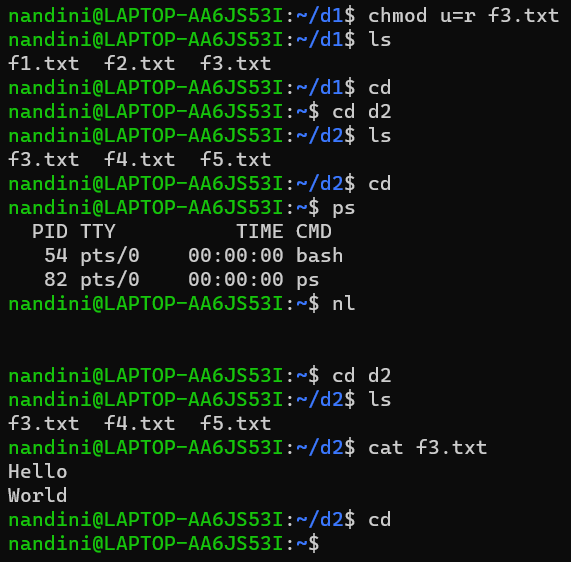 nandini@LAPTOP-AA6JS53I:~/d1$ chmod u=r f3.txt
nandini@LAPTOP-AA6JS53I:~/d1$ ls
f1.txt  f2.txt  f3.txt
nandini@LAPTOP-AA6JS53I:~/d1$ cd
nandini@LAPTOP-AA6JS53I:~$ cd d2
nandini@LAPTOP-AA6JS53I:~/d2$ ls
f3.txt  f4.txt  f5.txt
nandini@LAPTOP-AA6JS53I:~/d2$ cd
nandini@LAPTOP-AA6JS53I:~$ ps
  PID TTY          TIME CMD
   54 pts/0    00:00:00 bash
   82 pts/0    00:00:00 ps
nandini@LAPTOP-AA6JS53I:~$ nl
nandini@LAPTOP-AA6JS53I:~$ cd d2
nandini@LAPTOP-AA6JS53I:~/d2$ ls
f3.txt  f4.txt  f5.txt
nandini@LAPTOP-AA6JS53I:~/d2$ cat f3.txt
Hello
World
nandini@LAPTOP-AA6JS53I:~/d2$ cd
nandini@LAPTOP-AA6JS53I:~$